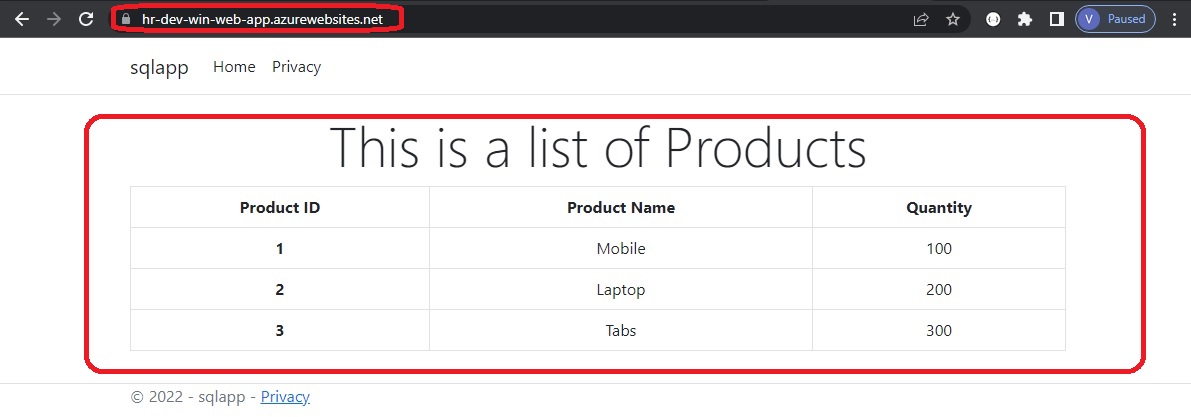 hr-dev-win-web-app.azurewebsites.net V Paused
sqlapp Home Privacy
This is a list of Products
Product ID Product Name Quantity
1 Mobile 100
2 Laptop 200
3 Tabs 300
© 2022 - sqlapp - Privacy